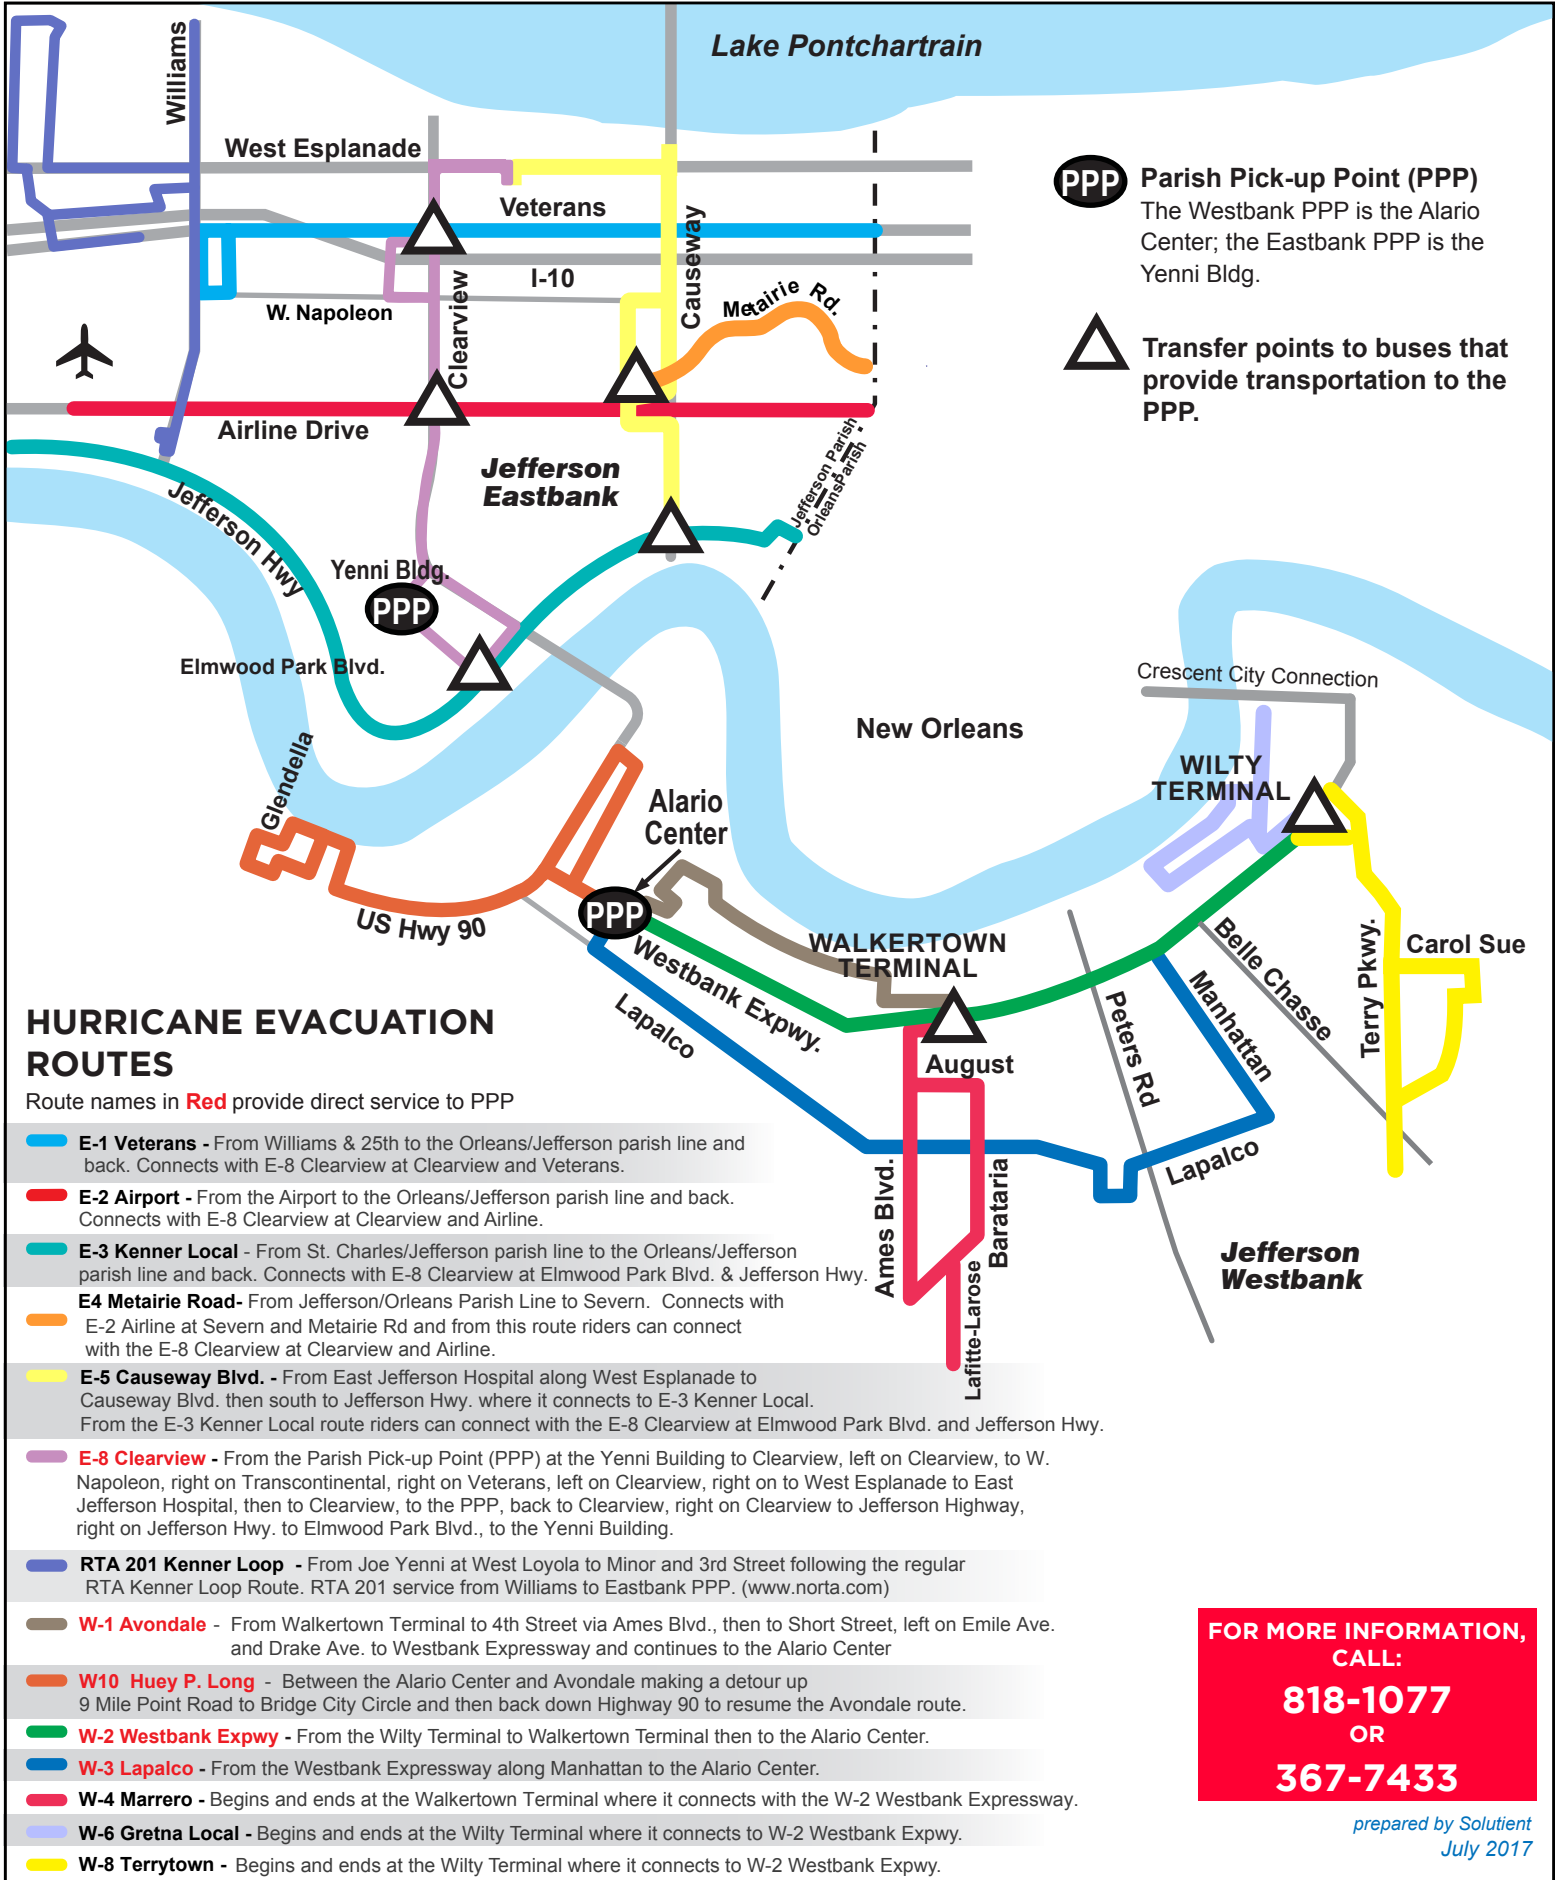 Lake Pontchartrain
Williams
West Esplanade
Veterans
Causeway
I-10
W. Napoleon
Clearview
Metairie Rd.
Airline Drive
Jefferson
Eastbank
Jefferson Parish
OrleansParish
Jefferson Hwy
Yenni Bldg.
PPP
Elmwood Park Blvd.
PPP
Parish Pick-up Point (PPP)
The Westbank PPP is the Alario
Center; the Eastbank PPP is the
Yenni Bldg.
Transfer points to buses that
provide transportation to the
PPP.
Crescent City Connection
New Orleans
WILTY
TERMINAL
Glendella
Alario
Center
PPP
US Hwy 90
Westbank Expwy.
WALKERTOWN
TERMINAL
Lapalco
August
Peters Rd
Manhattan
Belle Chasse
Terry Pkwy.
Carol Sue
Lapalco
Ames Blvd.
Barataria
Lafitte-Larose
Jefferson
Westbank
HURRICANE EVACUATION
ROUTES
Route names in Red provide direct service to PPP
E-1 Veterans - From Williams & 25th to the Orleans/Jefferson parish line and
back. Connects with E-8 Clearview at Clearview and Veterans.
E-2 Airport - From the Airport to the Orleans/Jefferson parish line and back.
Connects with E-8 Clearview at Clearview and Airline.
E-3 Kenner Local - From St. Charles/Jefferson parish line to the Orleans/Jefferson
parish line and back. Connects with E-8 Clearview at Elmwood Park Blvd. & Jefferson Hwy.
E4 Metairie Road- From Jefferson/Orleans Parish Line to Severn. Connects with
E-2 Airline at Severn and Metairie Rd and from this route riders can connect
with the E-8 Clearview at Clearview and Airline.
E-5 Causeway Blvd. - From East Jefferson Hospital along West Esplanade to
Causeway Blvd. then south to Jefferson Hwy. where it connects to E-3 Kenner Local.
From the E-3 Kenner Local route riders can connect with the E-8 Clearview at Elmwood Park Blvd. and Jefferson Hwy.
E-8 Clearview - From the Parish Pick-up Point (PPP) at the Yenni Building to Clearview, left on Clearview, to W.
Napoleon, right on Transcontinental, right on Veterans, left on Clearview, right on to West Esplanade to East
Jefferson Hospital, then to Clearview, to the PPP, back to Clearview, right on Clearview to Jefferson Highway,
right on Jefferson Hwy. to Elmwood Park Blvd., to the Yenni Building.
RTA 201 Kenner Loop - From Joe Yenni at West Loyola to Minor and 3rd Street following the regular
RTA Kenner Loop Route. RTA 201 service from Williams to Eastbank PPP. (www.norta.com)
W-1 Avondale - From Walkertown Terminal to 4th Street via Ames Blvd., then to Short Street, left on Emile Ave.
and Drake Ave. to Westbank Expressway and continues to the Alario Center
W10 Huey P. Long - Between the Alario Center and Avondale making a detour up
9 Mile Point Road to Bridge City Circle and then back down Highway 90 to resume the Avondale route.
W-2 Westbank Expwy - From the Wilty Terminal to Walkertown Terminal then to the Alario Center.
W-3 Lapalco - From the Westbank Expressway along Manhattan to the Alario Center.
W-4 Marrero - Begins and ends at the Walkertown Terminal where it connects with the W-2 Westbank Expressway.
W-6 Gretna Local - Begins and ends at the Wilty Terminal where it connects to W-2 Westbank Expwy.
W-8 Terrytown - Begins and ends at the Wilty Terminal where it connects to W-2 Westbank Expwy.
FOR MORE INFORMATION,
CALL:
818-1077
OR
367-7433
prepared by Solutient
July 2017